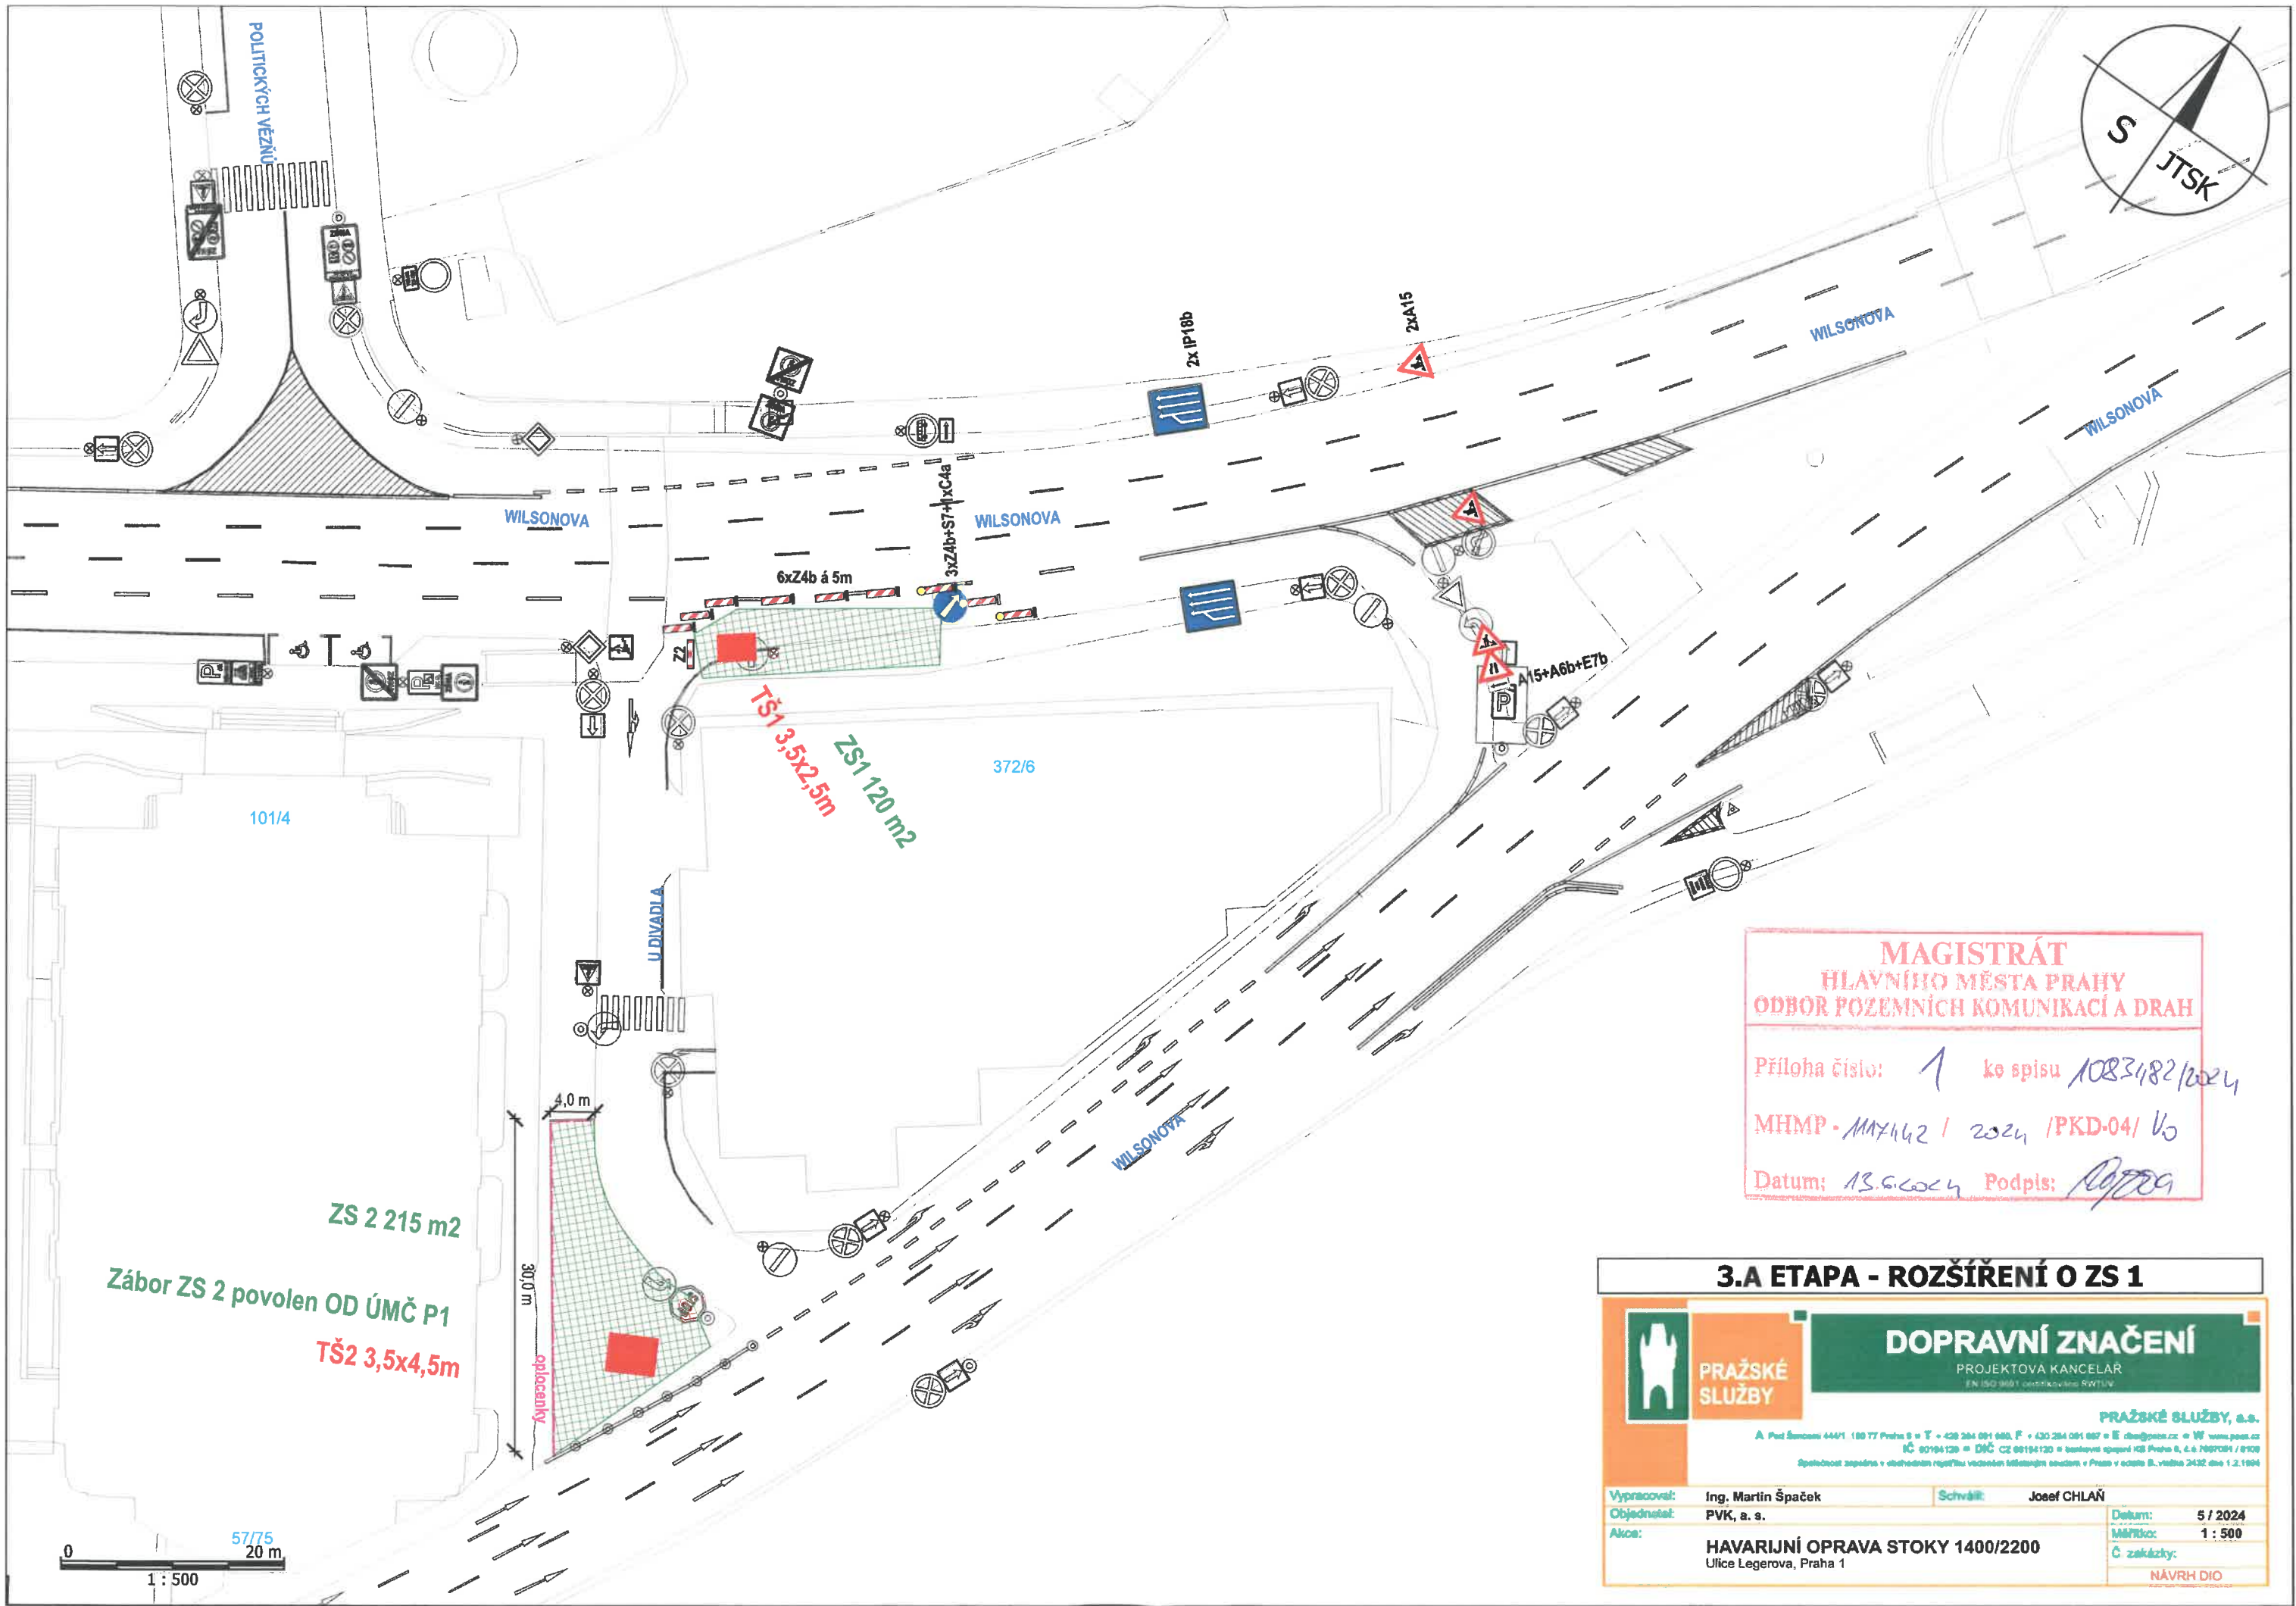 POLITICKÝCH VĚZŇŮ
S
JTSK
ZÓNA
2x IP18b
2xA15
WILSONOVA
WILSONOVA
WILSONOVA
WILSONOVA
3xZ4b+S7+1xC4a
6xZ4b á 5m
Z2
A15+A6b+E7b
P
P
P
TŠ1 3,5x2,5m
ZS1 120 m2
372/6
101/4
U DIVADLA
4,0 m
30,0 m
oplocenky
WILSONOVA
ZS 2 215 m2
Zábor ZS 2 povolen OD ÚMČ P1
TŠ2 3,5x4,5m
57/75
0 20 m
1 : 500
MAGISTRÁT
HLAVNÍHO MĚSTA PRAHY
ODBOR POZEMNÍCH KOMUNIKACÍ A DRAH
Příloha číslo: 1 ke spisu 1083482/2024
MHMP - 1117442 / 2024 /PKD-04/ Vo
Datum: 13.6.2024 Podpis:
3.A ETAPA - ROZŠÍŘENÍ O ZS 1
PRAŽSKÉ
SLUŽBY
DOPRAVNÍ ZNAČENÍ
PROJEKTOVÁ KANCELÁŘ
PRAŽSKÉ SLUŽBY, a.s.
Vypracoval: Ing. Martin Špaček Schválil: Josef CHLAŇ
Objednatel: PVK, a. s. Datum: 5 / 2024
Akce: HAVARIJNÍ OPRAVA STOKY 1400/2200 Měřítko: 1 : 500
Ulice Legerova, Praha 1 Č. zakázky:
NÁVRH DIO